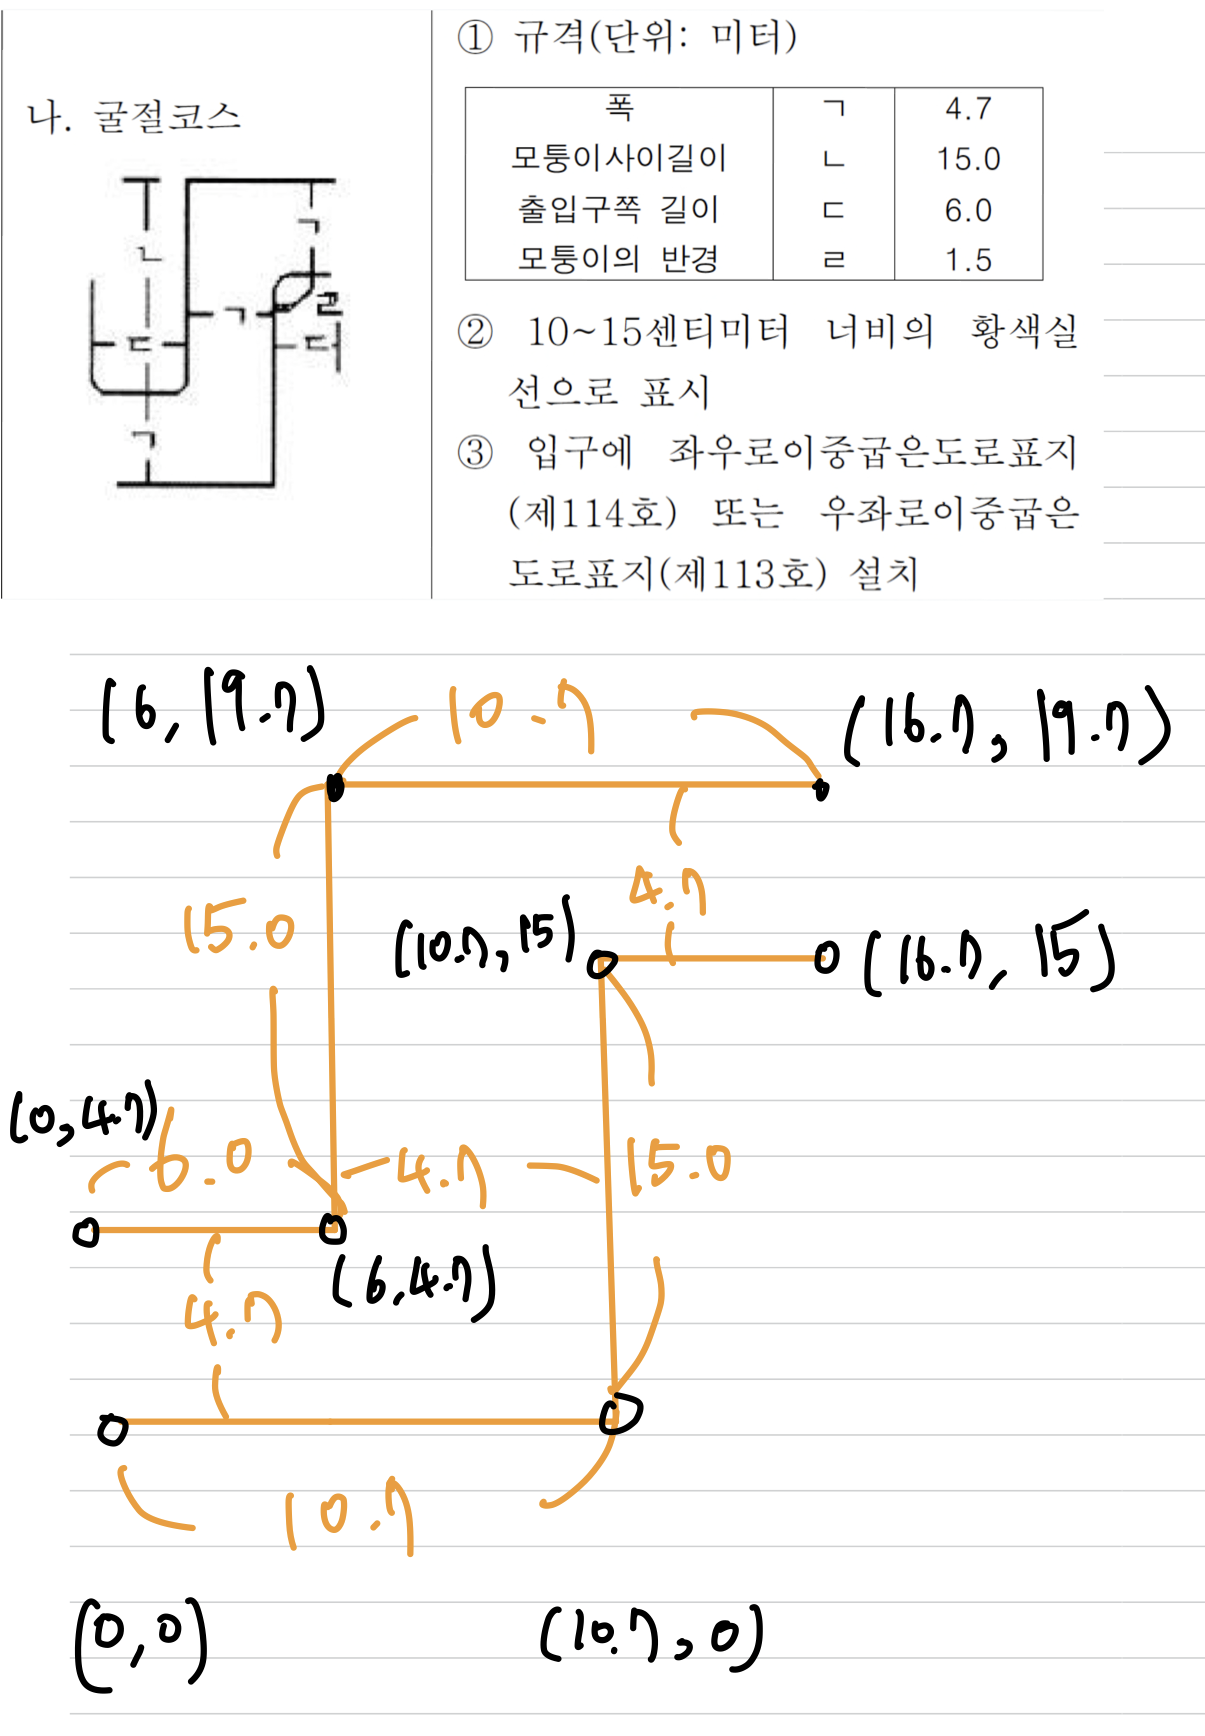 나. 굴절코스
ㄴ
ㄱ
ㄷ
ㄱ
ㄹ
ㄷ
ㄱ
① 규격(단위: 미터)
폭 ㄱ 4.7
모퉁이사이길이 ㄴ 15.0
출입구쪽 길이 ㄷ 6.0
모퉁이의 반경 ㄹ 1.5
② 10~15센티미터 너비의 황색실
선으로 표시
③ 입구에 좌우로이중굽은도로표지
(제114호) 또는 우좌로이중굽은
도로표지(제113호) 설치
(6, 19.7) 10.7 (16.7, 19.7)
4.7
15.0 (10.7, 15) (16.7, 15)
(0, 4.7)
6.0 4.7 15.0
(6, 4.7)
4.7
10.7
(0, 0) (10.7, 0)